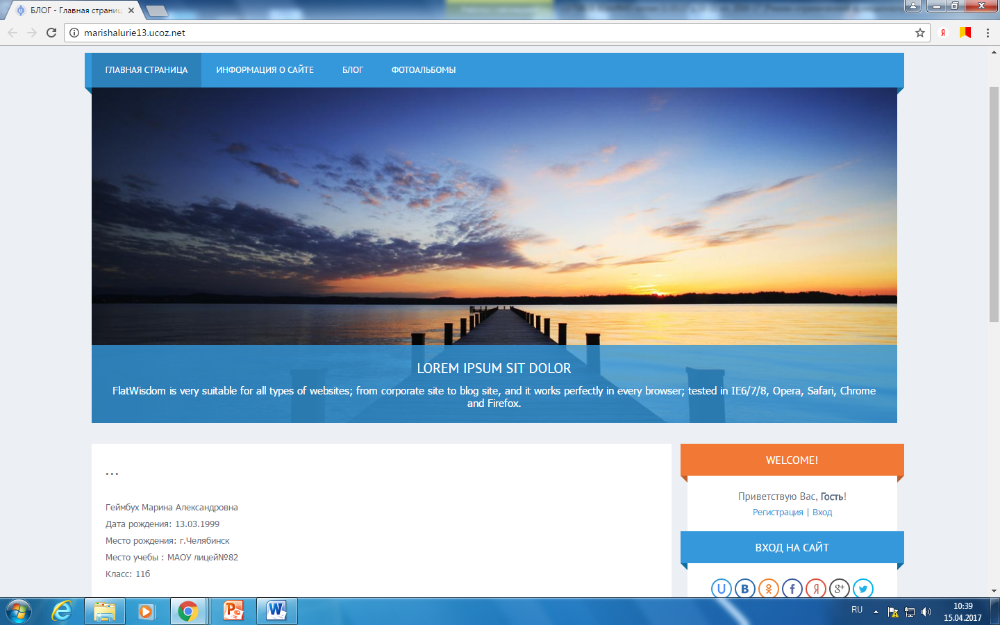 БЛОГ - Главная страниц
marishalurie13.ucoz.net
ГЛАВНАЯ СТРАНИЦА
ИНФОРМАЦИЯ О САЙТЕ
БЛОГ
ФОТОАЛЬБОМЫ
LOREM IPSUM SIT DOLOR
FlatWisdom is very suitable for all types of websites; from corporate site to blog site, and it works perfectly in every browser; tested in IE6/7/8, Opera, Safari, Chrome
and Firefox.
...
Геймбух Марина Александровна
Дата рождения: 13.03.1999
Место рождения: г.Челябинск
Место учебы : МАОУ лицей№82
Класс: 11б
WELCOME!
Приветствую Вас, Гость!
Регистрация | Вход
ВХОД НА САЙТ
RU
10:39
15.04.2017